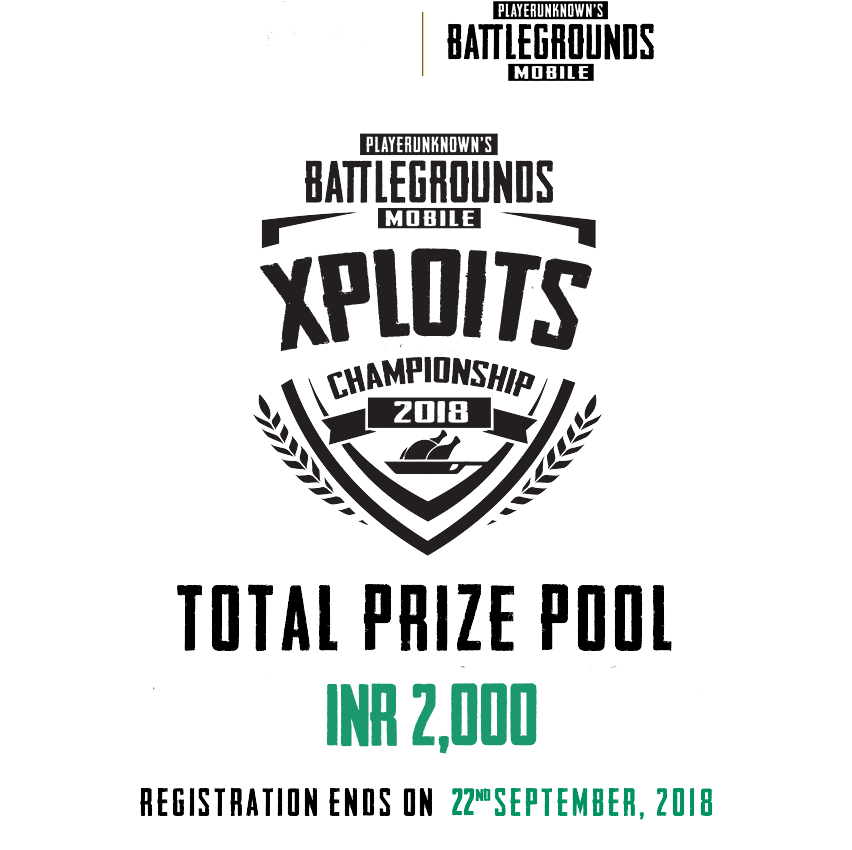 PLAYERUNKNOWN'S
BATTLEGROUNDS
MOBILE
PLAYERUNKNOWN'S
BATTLEGROUNDS
MOBILE
XPLOITS
CHAMPIONSHIP
2018
TOTAL PRIZE POOL
INR 2,000
REGISTRATION ENDS ON 22ND SEPTEMBER, 2018